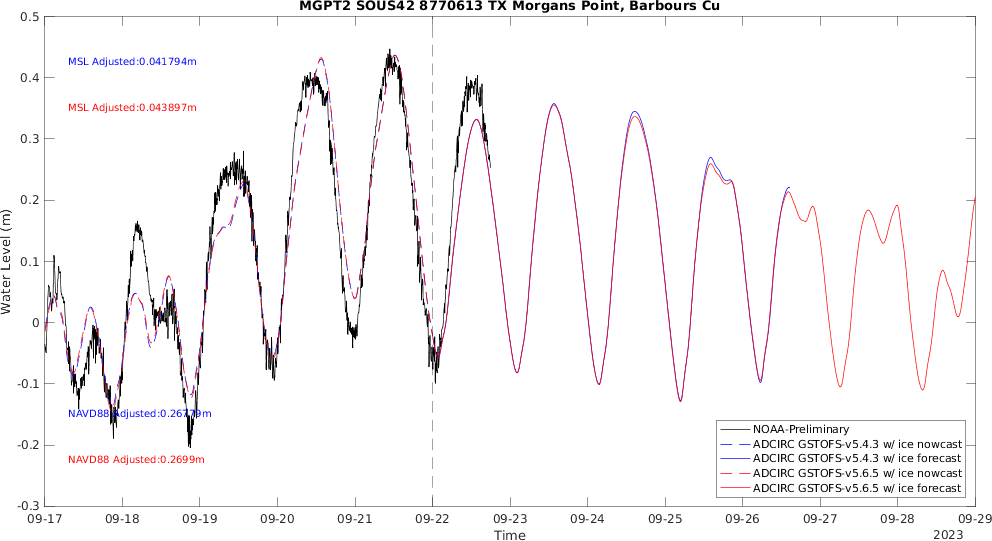 MGPT2 SOUS42 8770613 TX Morgans Point, Barbours Cu
0.5
0.4
0.3
0.2
0.1
0
-0.1
-0.2
-0.3
Water Level (m)
MSL Adjusted:0.041794m
MSL Adjusted:0.043897m
NAVD88 Adjusted:0.26779m
NAVD88 Adjusted:0.2699m
NOAA-Preliminary
ADCIRC GSTOFS-v5.4.3 w/ ice nowcast
ADCIRC GSTOFS-v5.4.3 w/ ice forecast
ADCIRC GSTOFS-v5.6.5 w/ ice nowcast
ADCIRC GSTOFS-v5.6.5 w/ ice forecast
09-17 09-18 09-19 09-20 09-21 09-22 09-23 09-24 09-25 09-26 09-27 09-28 09-29
Time
2023